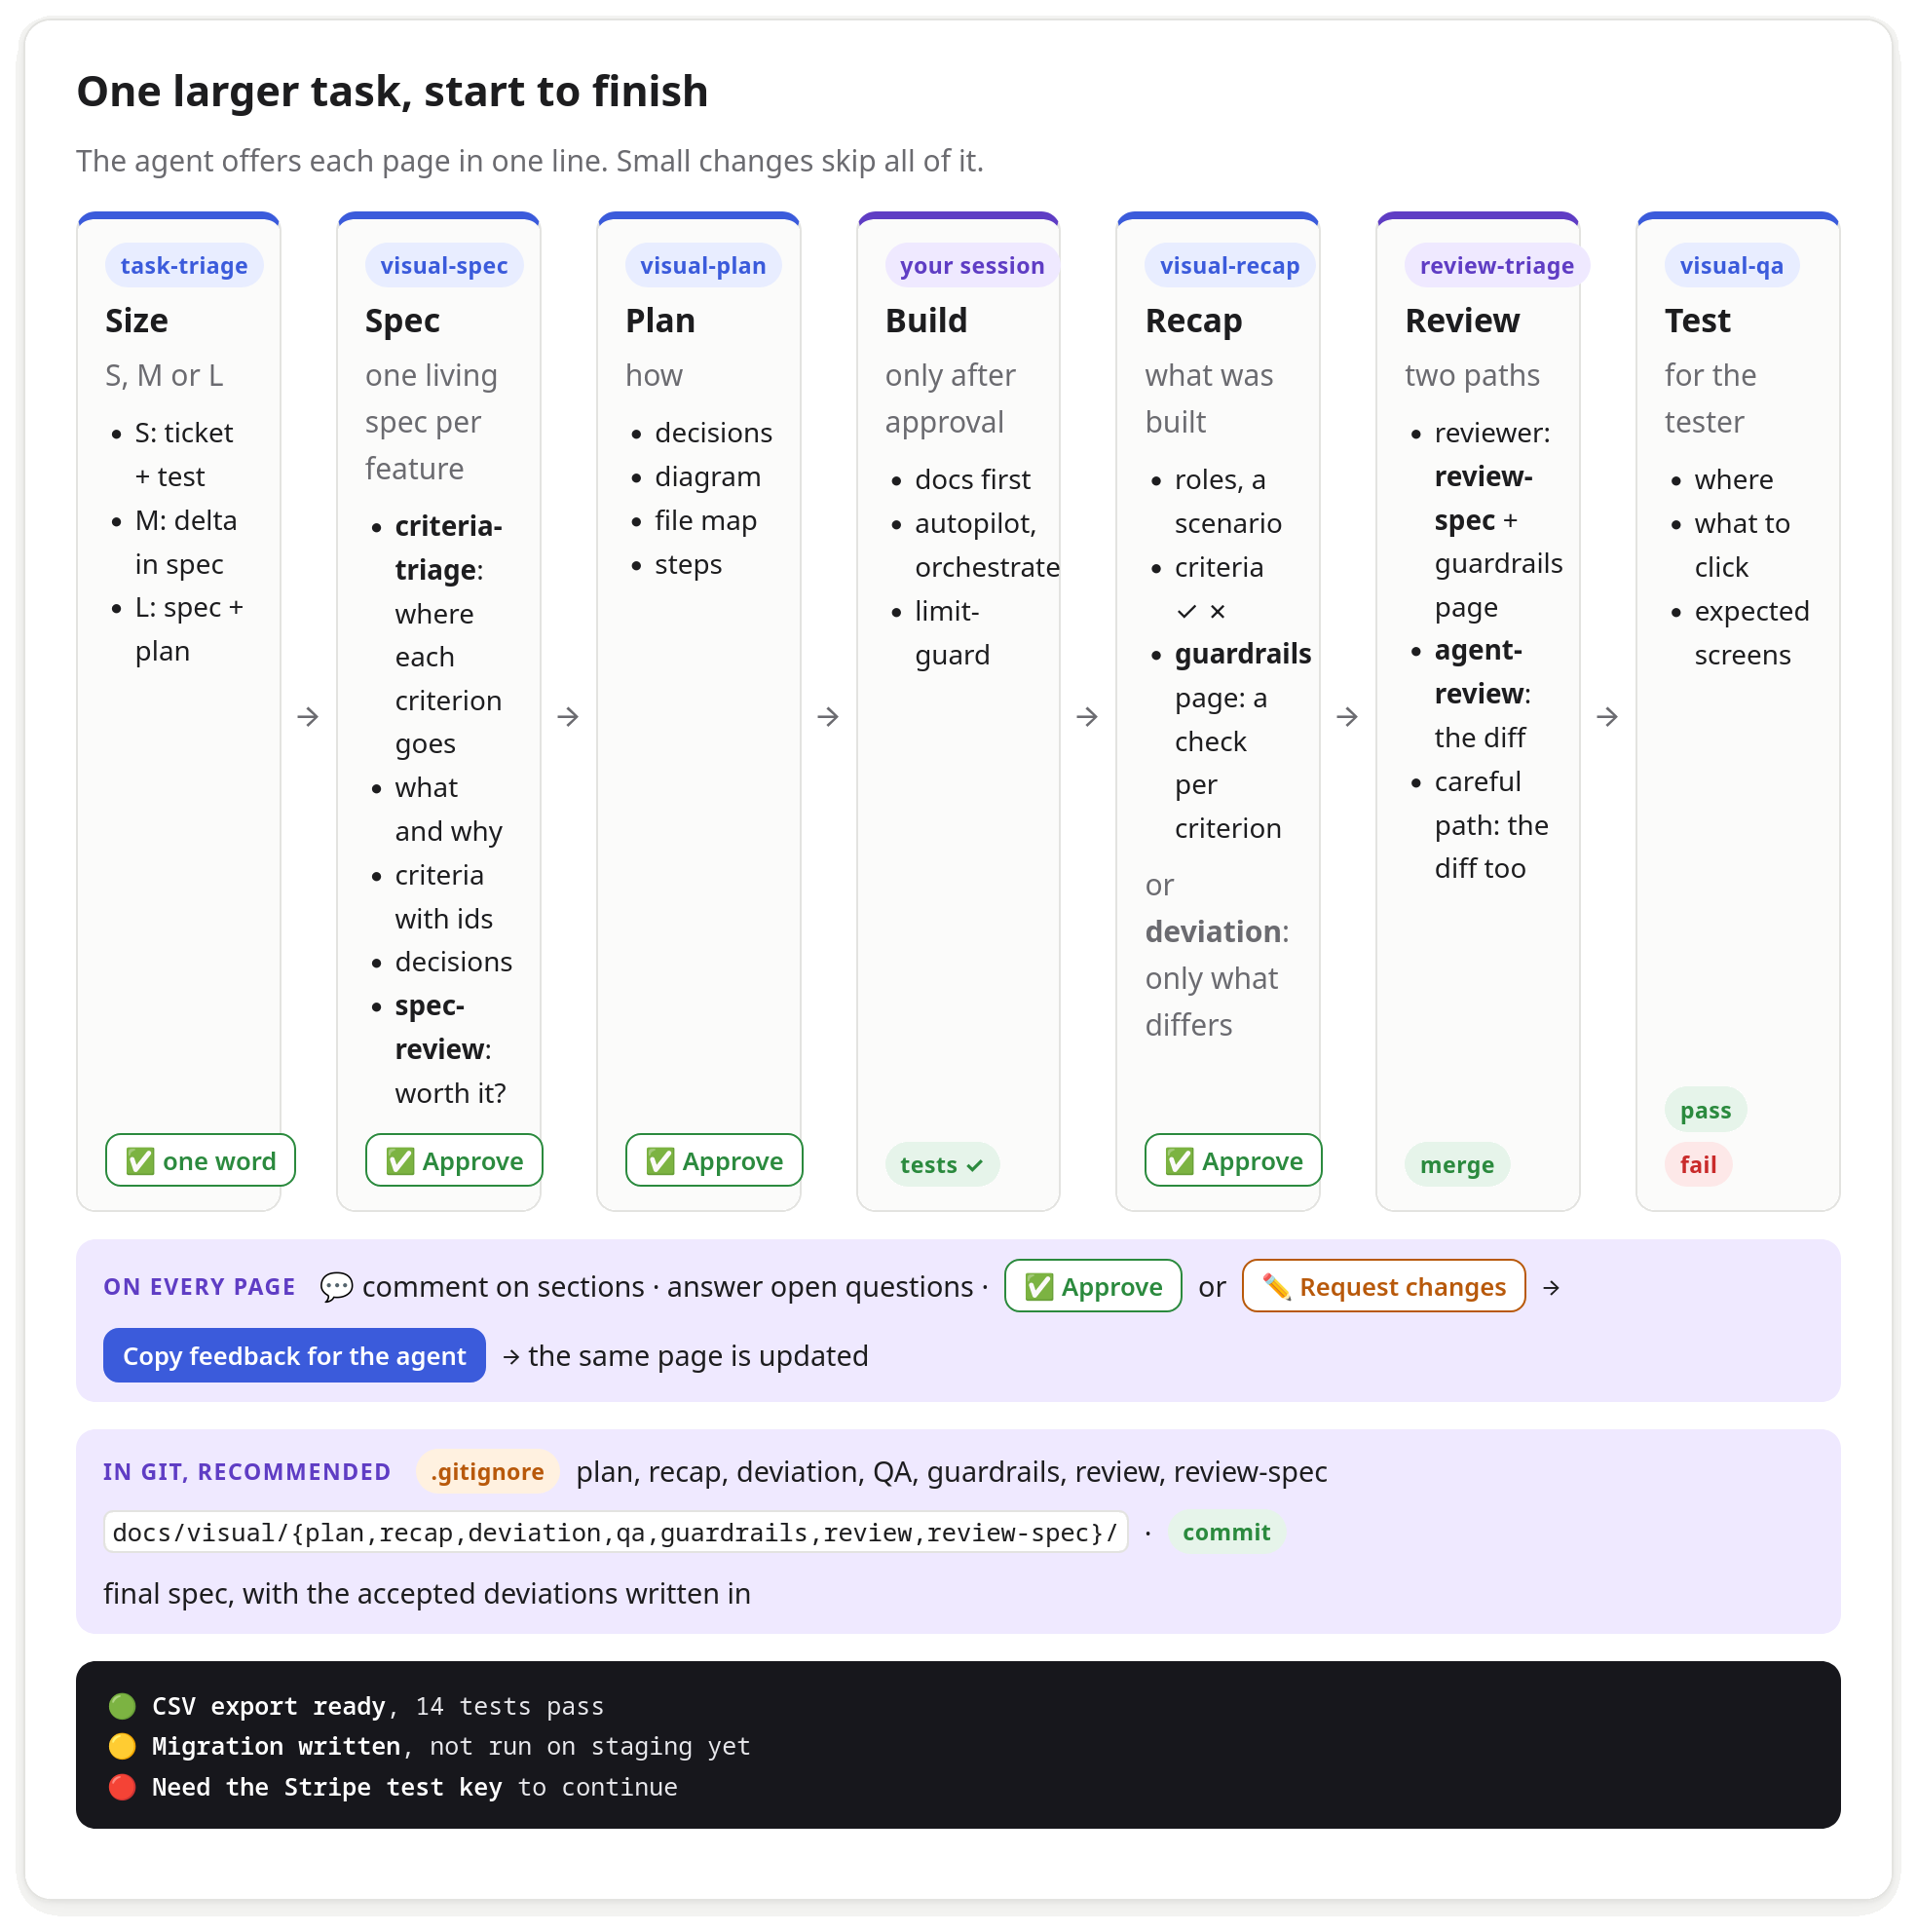 One larger task, start to finish
The agent offers each page in one line. Small changes skip all of it.
task-triage
Size
S, M or L
• S: ticket
+ test
• M: delta
in spec
• L: spec +
plan
✅ one word
→
visual-spec
Spec
one living
spec per
feature
• criteria-
triage:
where
each
criterion
goes
• what
and why
• criteria
with ids
• decisions
• spec-
review:
worth it?
✅ Approve
→
visual-plan
Plan
how
• decisions
• diagram
• file map
• steps
✅ Approve
→
your session
Build
only after
approval
• docs first
• autopilot,
orchestrate
• limit-
guard
tests ✓
→
visual-recap
Recap
what was
built
• roles, a
scenario
• criteria
✓ ×
• guardrails
page: a
check
per
criterion
or
deviation:
only what
differs
✅ Approve
→
review-triage
Review
two paths
• reviewer:
review-
spec +
guardrails
page
• agent-
review:
the diff
• careful
path: the
diff too
merge
→
visual-qa
Test
for the
tester
• where
• what to
click
• expected
screens
pass
fail
ON EVERY PAGE 💬 comment on sections · answer open questions · ✅ Approve or ✏️ Request changes →
Copy feedback for the agent → the same page is updated
IN GIT, RECOMMENDED .gitignore plan, recap, deviation, QA, guardrails, review, review-spec
docs/visual/{plan,recap,deviation,qa,guardrails,review,review-spec}/ · commit
final spec, with the accepted deviations written in
🟢 CSV export ready, 14 tests pass
🟡 Migration written, not run on staging yet
🔴 Need the Stripe test key to continue